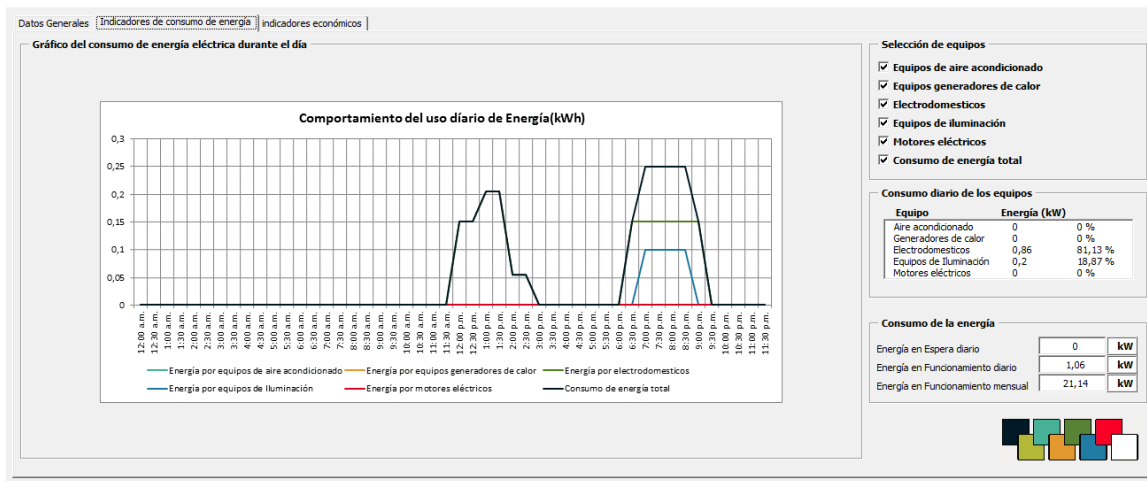 Datos Generales
Indicadores de consumo de energía
indicadores económicos
Gráfico del consumo de energía eléctrica durante el día
Comportamiento del uso díario de Energía(kWh)
0,3
0,25
0,2
0,15
0,1
0,05
0
12:00 a.m.
12:30 a.m.
1:00 a.m.
1:30 a.m.
2:00 a.m.
2:30 a.m.
3:00 a.m.
3:30 a.m.
4:00 a.m.
4:30 a.m.
5:00 a.m.
5:30 a.m.
6:00 a.m.
6:30 a.m.
7:00 a.m.
7:30 a.m.
8:00 a.m.
8:30 a.m.
9:00 a.m.
9:30 a.m.
10:00 a.m.
10:30 a.m.
11:00 a.m.
11:30 a.m.
12:00 p.m.
12:30 p.m.
1:00 p.m.
1:30 p.m.
2:00 p.m.
2:30 p.m.
3:00 p.m.
3:30 p.m.
4:00 p.m.
4:30 p.m.
5:00 p.m.
5:30 p.m.
6:00 p.m.
6:30 p.m.
7:00 p.m.
7:30 p.m.
8:00 p.m.
8:30 p.m.
9:00 p.m.
9:30 p.m.
10:00 p.m.
10:30 p.m.
11:00 p.m.
11:30 p.m.
Energía por equipos de aire acondicionado
Energía por equipos generadores de calor
Energía por electrodomesticos
Energía por equipos de Iluminación
Energía por motores eléctricos
Consumo de energía total
Selección de equipos
Equipos de aire acondicionado
Equipos generadores de calor
Electrodomesticos
Equipos de iluminación
Motores eléctricos
Consumo de energía total
Consumo diario de los equipos
Equipo Energía (kW)
Aire acondicionado 0 0 %
Generadores de calor 0 0 %
Electrodomesticos 0,86 81,13 %
Equipos de Iluminación 0,2 18,87 %
Motores eléctricos 0 0 %
Consumo de la energía
Energía en Espera diario 0 kW
Energía en Funcionamiento diario 1,06 kW
Energía en Funcionamiento mensual 21,14 kW